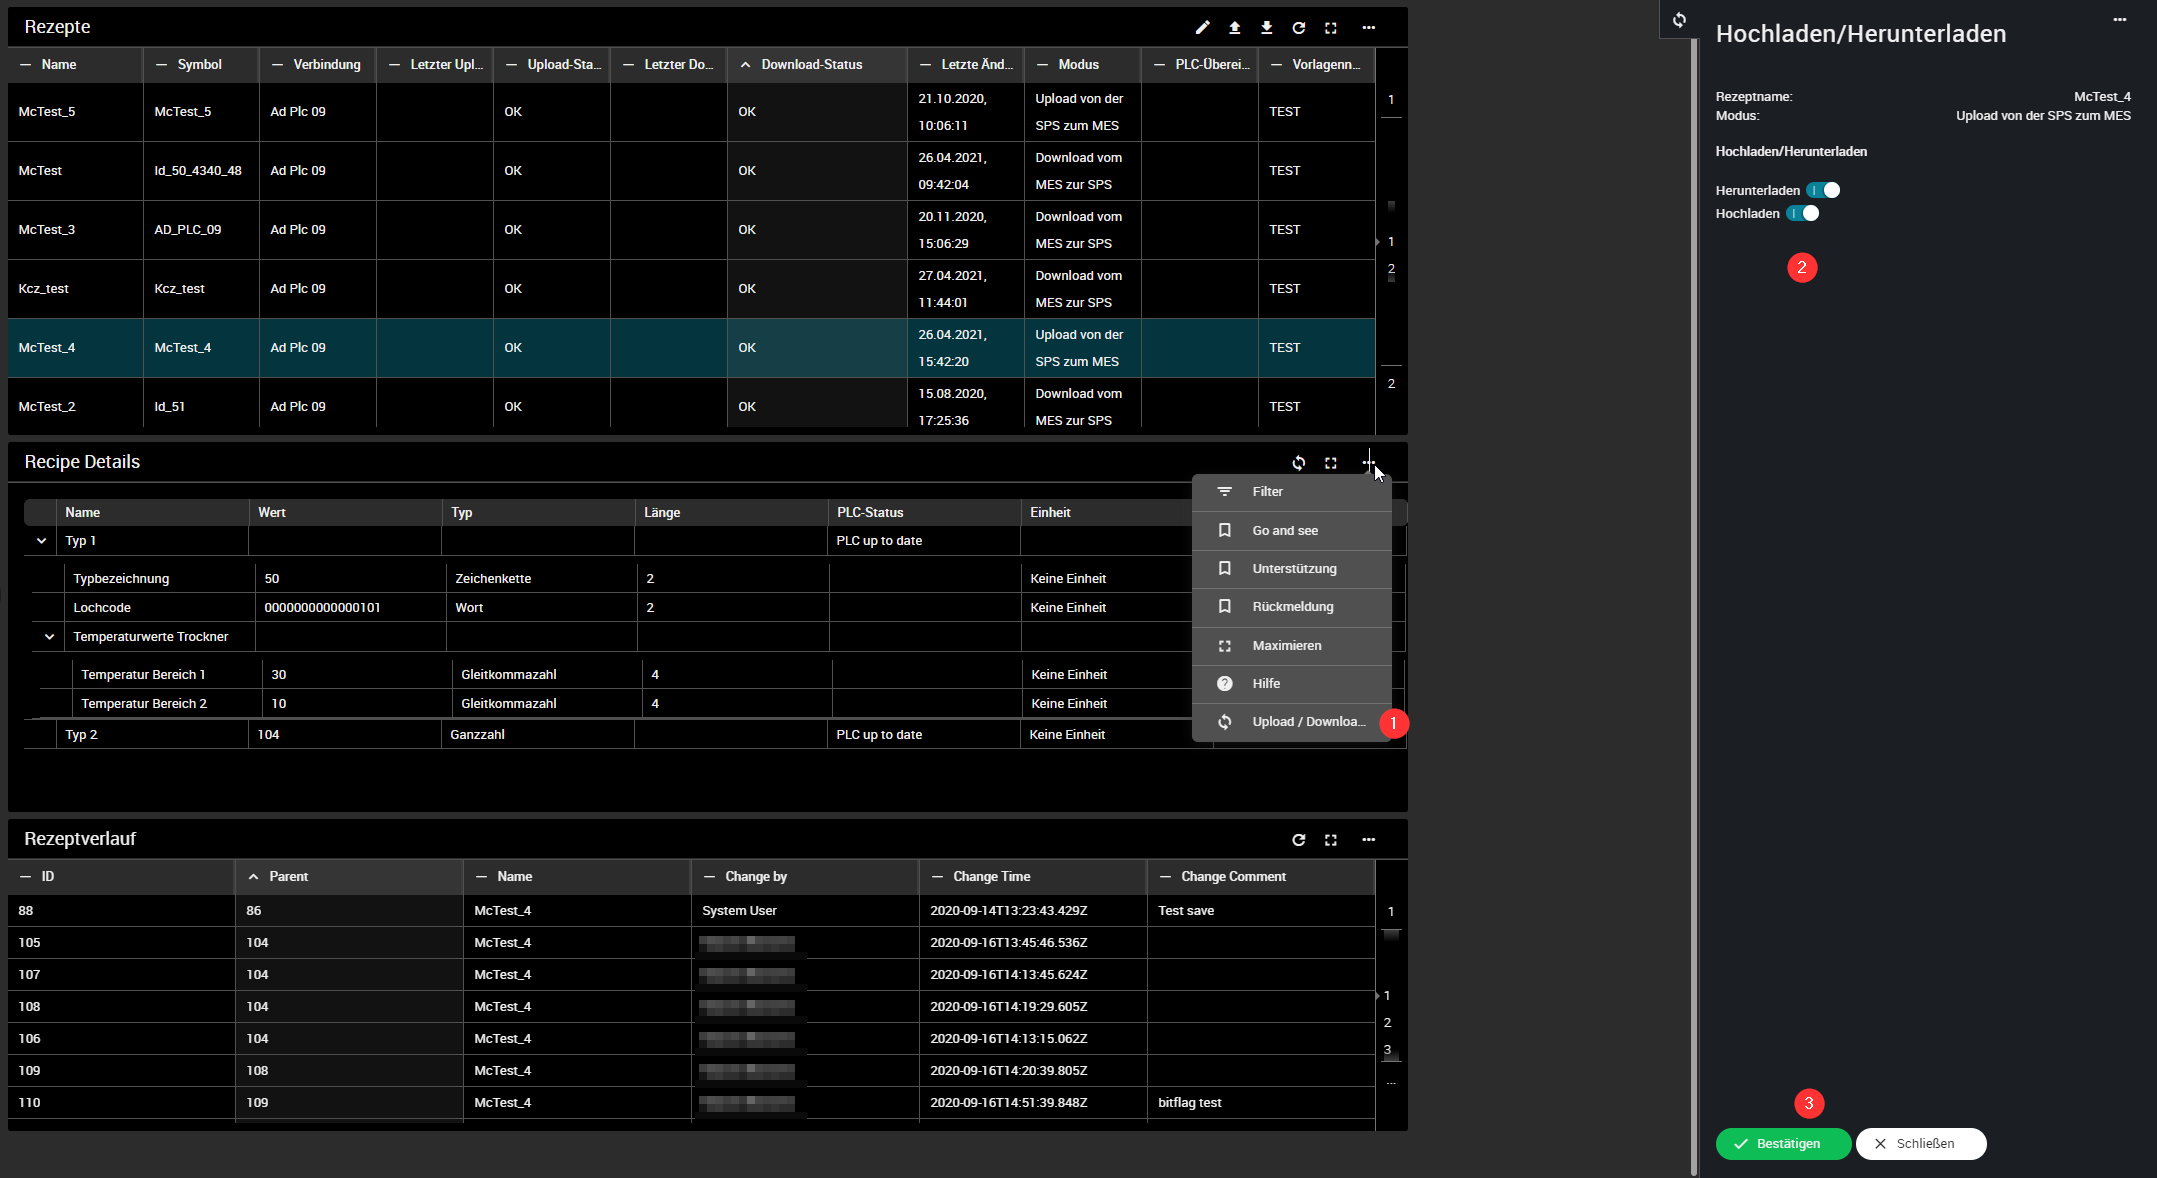 Rezepte
Name Symbol Verbindung Letzter Upl... Upload-Sta... Letzter Do... Download-Status Letzte Änd... Modus PLC-Überei... Vorlagenn...
McTest_5 McTest_5 Ad Plc 09 OK OK 21.10.2020, 10:06:11 Upload von der SPS zum MES TEST
McTest Id_50_4340_48 Ad Plc 09 OK OK 26.04.2021, 09:42:04 Download vom MES zur SPS TEST
McTest_3 AD_PLC_09 Ad Plc 09 OK OK 20.11.2020, 15:06:29 Download vom MES zur SPS TEST
Kcz_test Kcz_test Ad Plc 09 OK OK 27.04.2021, 11:44:01 Download vom MES zur SPS TEST
McTest_4 McTest_4 Ad Plc 09 OK OK 26.04.2021, 15:42:20 Upload von der SPS zum MES TEST
McTest_2 Id_51 Ad Plc 09 OK OK 15.08.2020, 17:25:36 Download vom MES zur SPS TEST
1
1
2
2
Recipe Details
Name Wert Typ Länge PLC-Status Einheit
Typ 1 PLC up to date
Typbezeichnung 50 Zeichenkette 2 Keine Einheit
Lochcode 0000000000000101 Wort 2 Keine Einheit
Temperaturwerte Trockner
Temperatur Bereich 1 30 Gleitkommazahl 4 Keine Einheit
Temperatur Bereich 2 10 Gleitkommazahl 4 Keine Einheit
Typ 2 104 Ganzzahl PLC up to date Keine Einheit
Filter
Go and see
Unterstützung
Rückmeldung
Maximieren
Hilfe
Upload / Downloa...
1
Rezeptverlauf
ID Parent Name Change by Change Time Change Comment
88 86 McTest_4 System User 2020-09-14T13:23:43.429Z Test save
105 104 McTest_4 2020-09-16T13:45:46.536Z
107 104 McTest_4 2020-09-16T14:13:45.624Z
108 104 McTest_4 2020-09-16T14:19:29.605Z
106 104 McTest_4 2020-09-16T14:13:15.062Z
109 108 McTest_4 2020-09-16T14:20:39.805Z
110 109 McTest_4 2020-09-16T14:51:39.848Z bitflag test
1
1
2
3
...
Hochladen/Herunterladen
Rezeptname: McTest_4
Modus: Upload von der SPS zum MES
Hochladen/Herunterladen
Herunterladen
Hochladen
2
3
Bestätigen Schließen